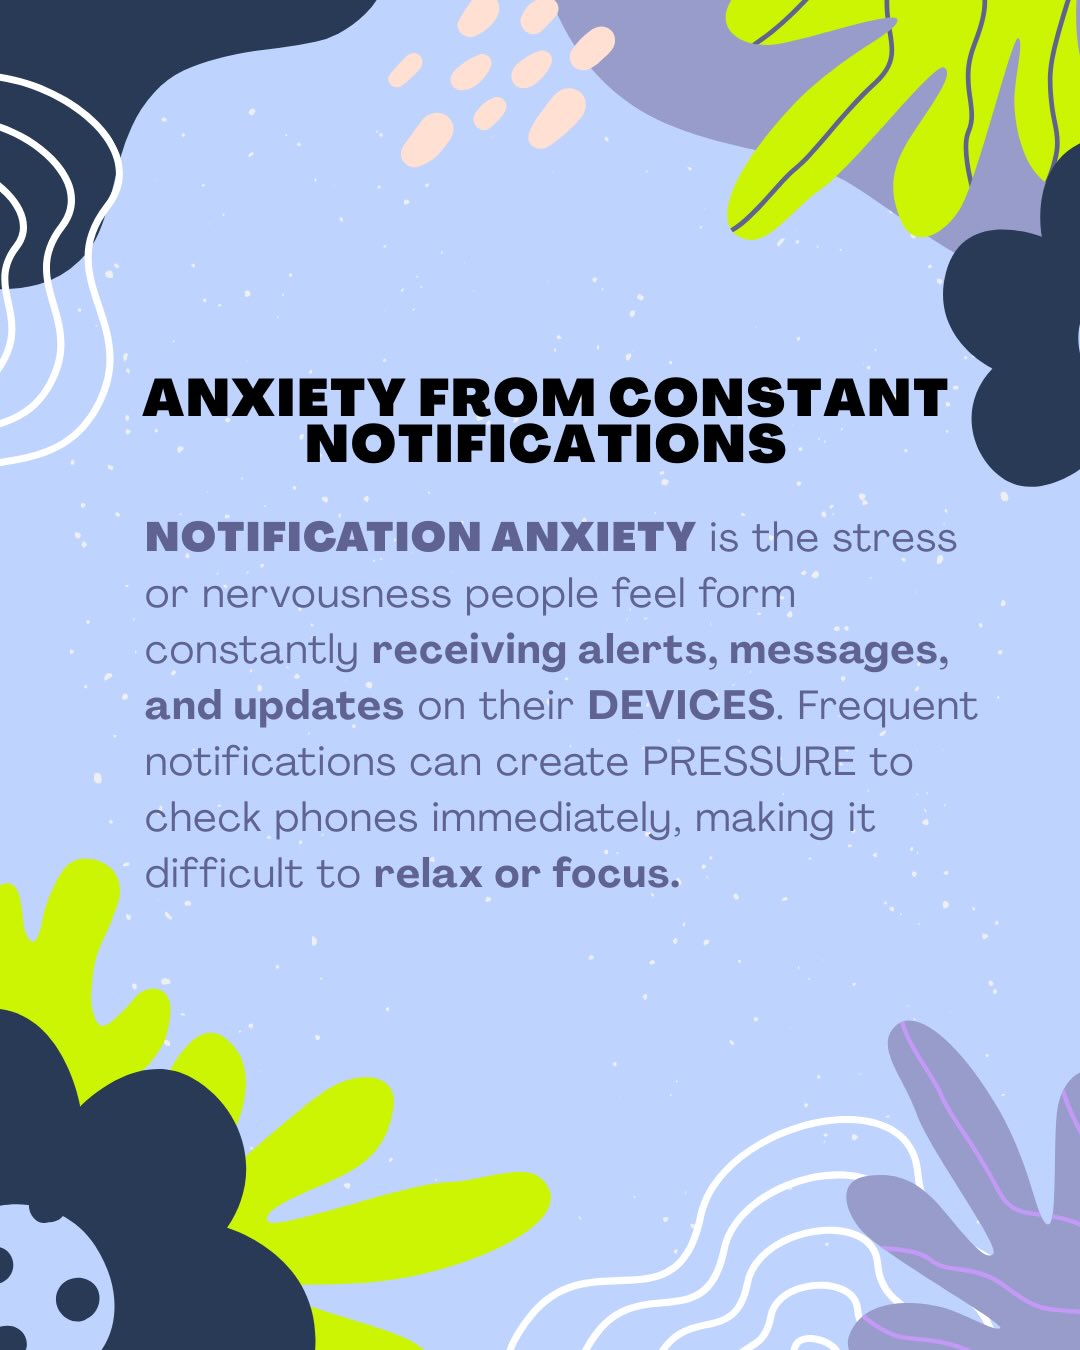 ANXIETY FROM CONSTANT
NOTIFICATIONS
NOTIFICATION ANXIETY is the stress
or nervousness people feel form
constantly receiving alerts, messages,
and updates on their DEVICES. Frequent
notifications can create PRESSURE to
check phones immediately, making it
difficult to relax or focus.